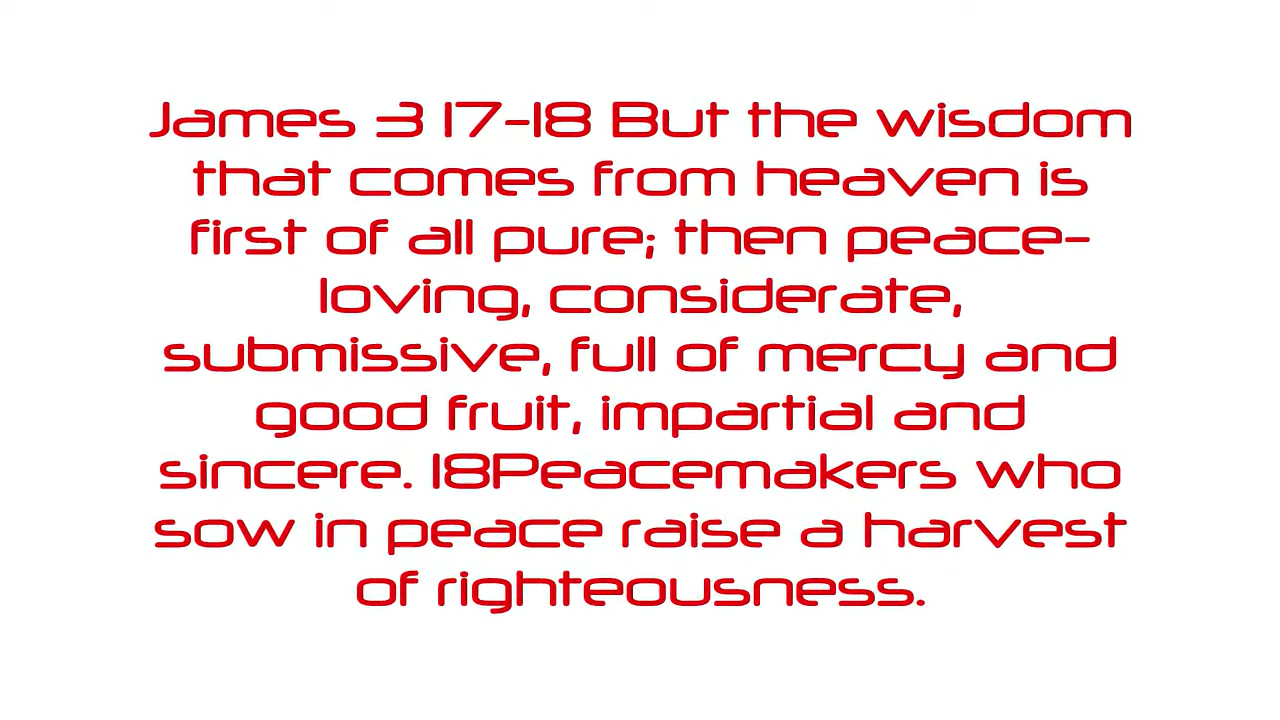 James 3 17-18 But the wisdom
that comes from heaven is
first of all pure; then peace-
loving, considerate,
submissive, full of mercy and
good fruit, impartial and
sincere. 18Peacemakers who
sow in peace raise a harvest
of righteousness.